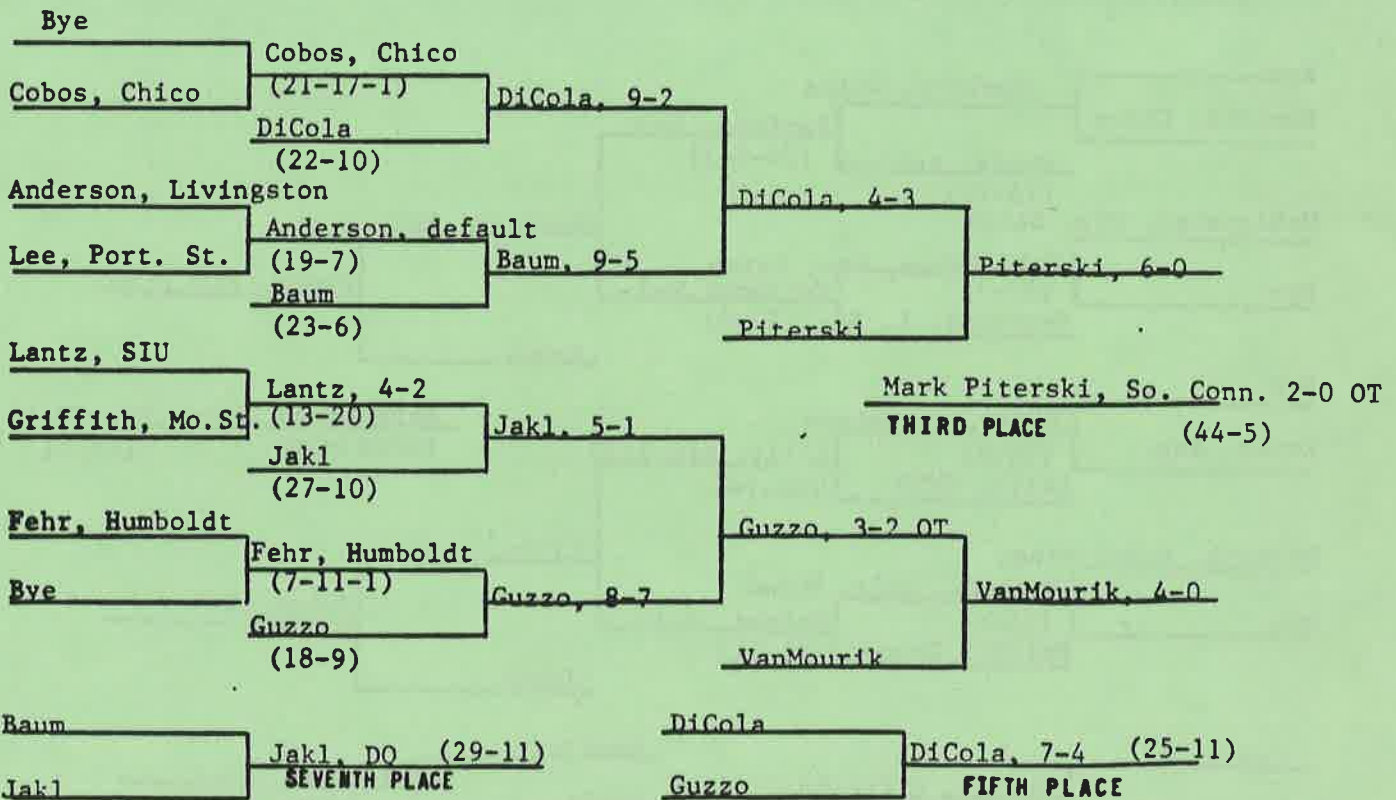 Bye
Cobos, Chico
Cobos, Chico
(21-17-1)
DiCola, 9-2
DiCola
(22-10)
Anderson, Livingston
DiCola, 4-3
Anderson, default
Lee, Port. St.
(19-7)
Baum, 9-5
Piterski, 6-0
Baum
(23-6)
Piterski
Lantz, SIU
Lantz, 4-2
Mark Piterski, So. Conn. 2-0 OT
Griffith, Mo.St.
(13-20)
Jakl, 5-1
THIRD PLACE
(44-5)
Jakl
(27-10)
Fehr, Humboldt
Guzzo, 3-2 OT
Fehr, Humboldt
(7-11-1)
Bye
Guzzo, 8-7
VanMourik, 4-0
Guzzo
(18-9)
VanMourik
Baum
Jakl, DQ (29-11)
SEVENTH PLACE
Jakl
DiCola
DiCola, 7-4 (25-11)
FIFTH PLACE
Guzzo